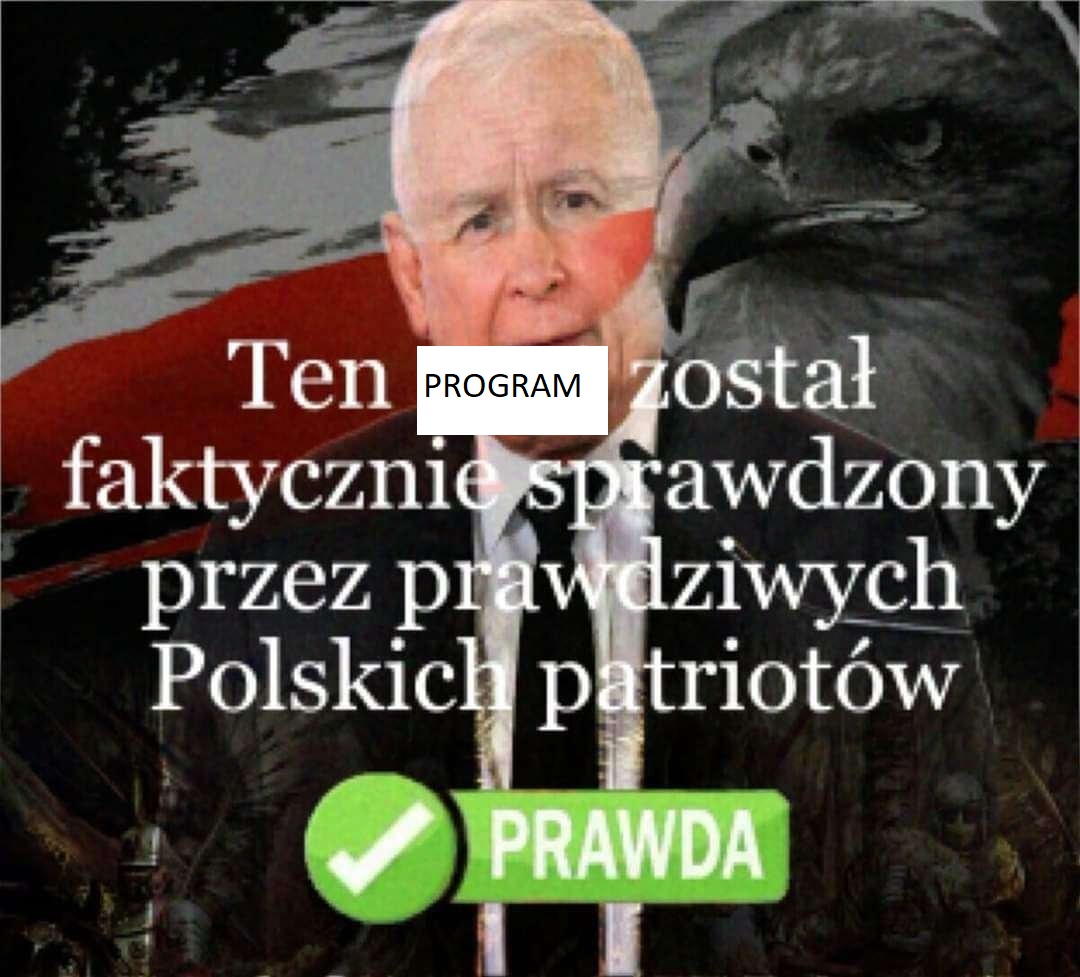 Ten PROGRAM został
faktycznie sprawdzony
przez prawdziwych
Polskich patriotów
PRAWDA